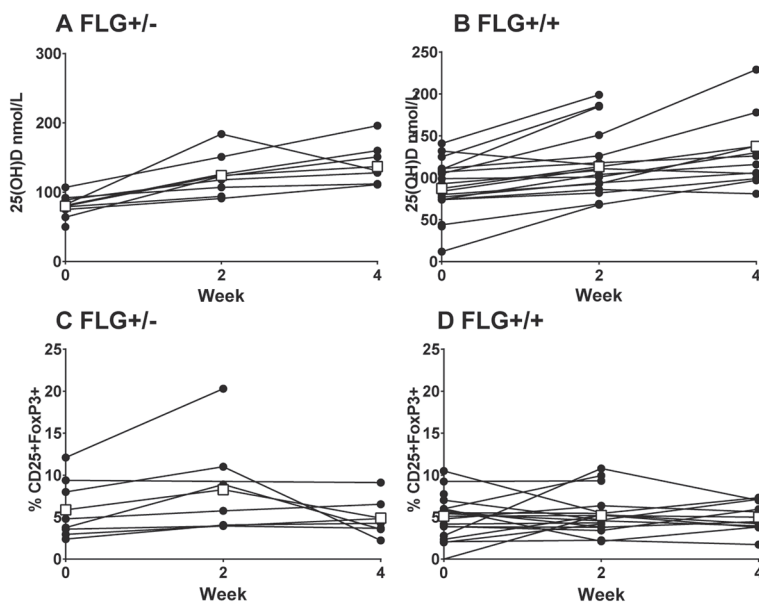 A FLG+/-
B FLG+/+
25(OH)D nmol/L
300
200
100
0
0
2
4
Week
25(OH)D nmol/L
250
200
150
100
50
0
0
2
4
Week
C FLG+/-
D FLG+/+
% CD25+FoxP3+
25
20
15
10
5
0
0
2
4
Week
% CD25+FoxP3+
25
20
15
10
5
0
0
2
4
Week